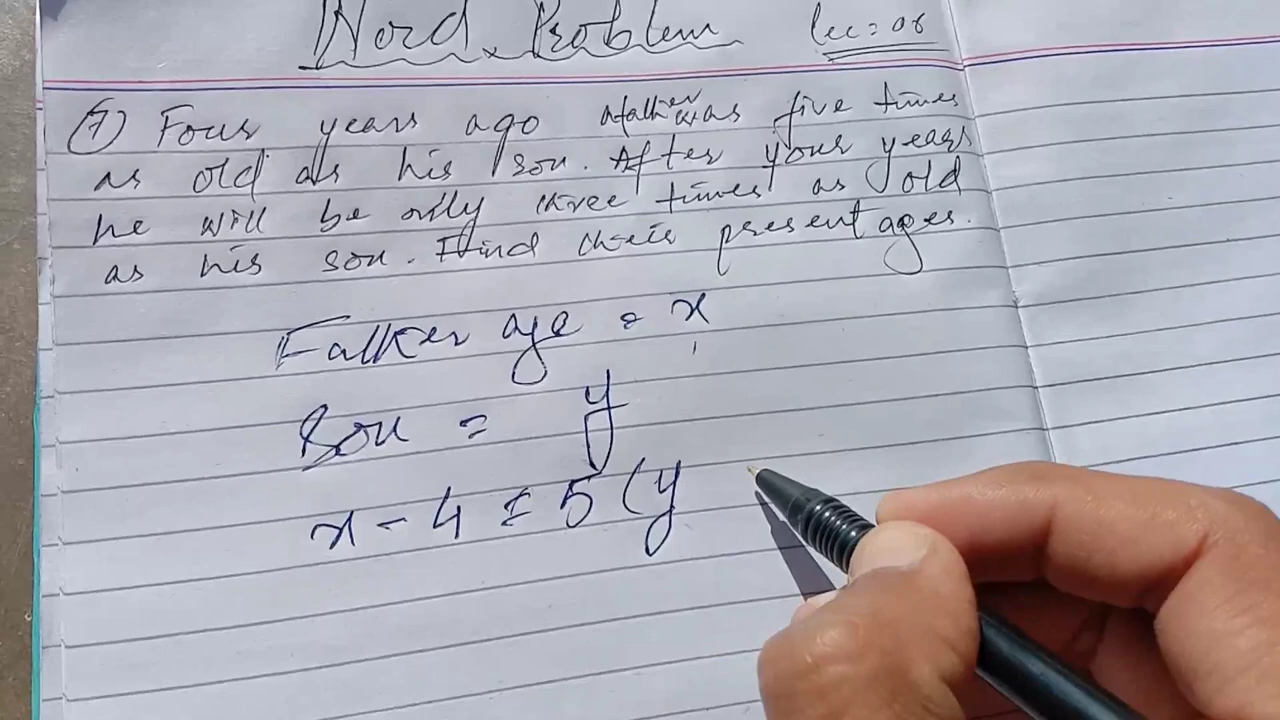 Word Problem lec = 08
(7) Four years ago a father was five times
as old as his son. After four years
he will be only three times as old
as his son. Find their present ages.
Father age = x
Son = y
x - 4 = 5 (y